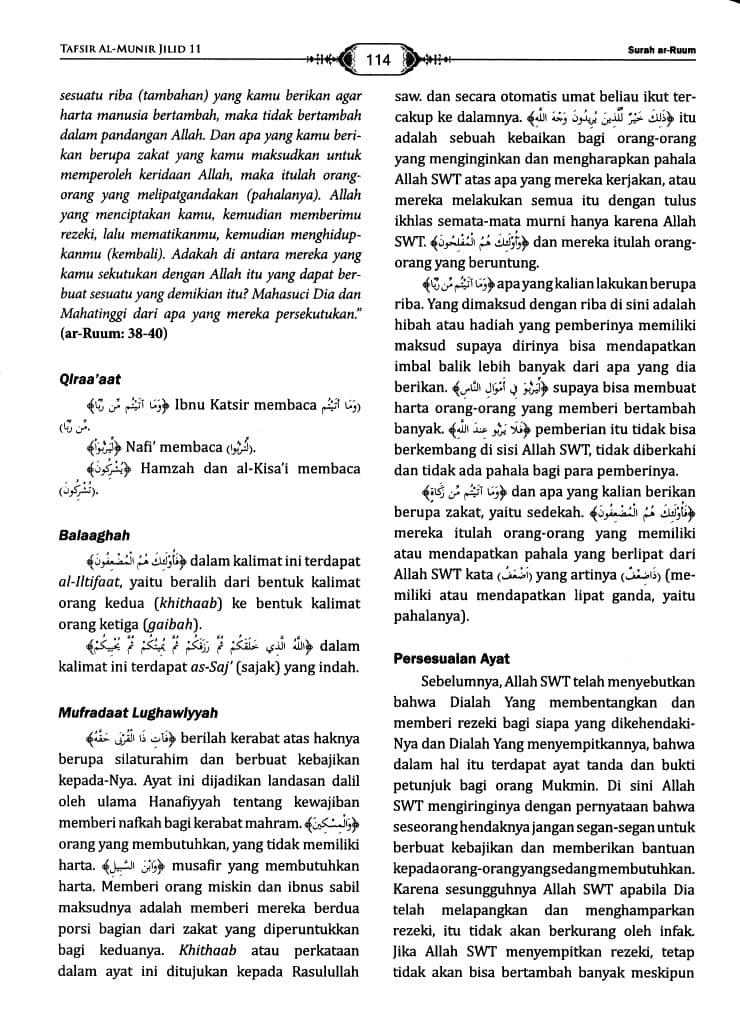 TAFSIR AL-MUNIR JILID 11
114
Surah ar-Ruum
sesuatu riba (tambahan) yang kamu berikan agar
harta manusia bertambah, maka tidak bertambah
dalam pandangan Allah. Dan apa yang kamu beri-
kan berupa zakat yang kamu maksudkan untuk
memperoleh keridaan Allah, maka itulah orang-
orang yang melipatgandakan (pahalanya). Allah
yang menciptakan kamu, kemudian memberimu
rezeki, lalu mematikanmu, kemudian menghidup-
kanmu (kembali). Adakah di antara mereka yang
kamu sekutukan dengan Allah itu yang dapat ber-
buat sesuatu yang demikian itu? Mahasuci Dia dan
Mahatinggi dari apa yang mereka persekutukan."
(ar-Ruum: 38-40)
Qiraa'aat
﴿وَمَا آتَيْتُم مِّن رِّبًا﴾ Ibnu Katsir membaca (وَمَا أتَيْتُم
مِّن رِّبًا).
﴿لِّيَرْبُوَاْ﴾ Nafi' membaca (لِّتُرْبُوا).
﴿يُشْرِكُونَ﴾ Hamzah dan al-Kisa'i membaca
(تُشْرِكُونَ).
Balaaghah
﴿فَأُوْلَئِكَ هُمُ الْمُضْعِفُونَ﴾ dalam kalimat ini terdapat
al-Iltifaat, yaitu beralih dari bentuk kalimat
orang kedua (khithaab) ke bentuk kalimat
orang ketiga (gaibah).
﴿اللَّهُ الَّذِي خَلَقَكُمْ ثُمَّ رَزَقَكُمْ ثُمَّ يُمِيتُكُمْ ثُمَّ يُحْيِيكُمْ﴾ dalam
kalimat ini terdapat as-Saj' (sajak) yang indah.
Mufradaat Lughawiyyah
﴿فَآتِ ذَا الْقُرْبَى حَقَّهُ﴾ berilah kerabat atas haknya
berupa silaturahim dan berbuat kebajikan
kepada-Nya. Ayat ini dijadikan landasan dalil
oleh ulama Hanafiyyah tentang kewajiban
memberi nafkah bagi kerabat mahram. ﴿وَالْمِسْكِينَ﴾
orang yang membutuhkan, yang tidak memiliki
harta. ﴿وَابْنَ السَّبِيلِ﴾ musafir yang membutuhkan
harta. Memberi orang miskin dan ibnus sabil
maksudnya adalah memberi mereka berdua
porsi bagian dari zakat yang diperuntukkan
bagi keduanya. Khithaab atau perkataan
dalam ayat ini ditujukan kepada Rasulullah
saw. dan secara otomatis umat beliau ikut ter-
cakup ke dalamnya. ﴿ذَلِكَ خَيْرٌ لِّلَّذِينَ يُرِيدُونَ وَجْهَ اللَّهِ﴾ itu
adalah sebuah kebaikan bagi orang-orang
yang menginginkan dan mengharapkan pahala
Allah SWT atas apa yang mereka kerjakan, atau
mereka melakukan semua itu dengan tulus
ikhlas semata-mata murni hanya karena Allah
SWT. ﴿وَأُوْلَئِكَ هُمُ الْمُفْلِحُونَ﴾ dan mereka itulah orang-
orang yang beruntung.
﴿وَمَا آتَيْتُم مِّن رِّبًا﴾ apa yang kalian lakukan berupa
riba. Yang dimaksud dengan riba di sini adalah
hibah atau hadiah yang pemberinya memiliki
maksud supaya dirinya bisa mendapatkan
imbal balik lebih banyak dari apa yang dia
berikan. ﴿لِّيَرْبُوَ فِي أَمْوَالِ النَّاسِ﴾ supaya bisa membuat
harta orang-orang yang memberi bertambah
banyak. ﴿فَلَا يَرْبُو عِندَ اللَّهِ﴾ pemberian itu tidak bisa
berkembang di sisi Allah SWT, tidak diberkahi
dan tidak ada pahala bagi para pemberinya.
﴿وَمَا آتَيْتُم مِّن زَكَاةٍ﴾ dan apa yang kalian berikan
berupa zakat, yaitu sedekah. ﴿فَأُوْلَئِكَ هُمُ الْمُضْعِفُونَ﴾
mereka itulah orang-orang yang memiliki
atau mendapatkan pahala yang berlipat dari
Allah SWT kata (أَضْعَفُ) yang artinya (ذَاضِعْفٍ) (me-
miliki atau mendapatkan lipat ganda, yaitu
pahalanya).
Persesuaian Ayat
Sebelumnya, Allah SWT telah menyebutkan
bahwa Dialah Yang membentangkan dan
memberi rezeki bagi siapa yang dikehendaki-
Nya dan Dialah Yang menyempitkannya, bahwa
dalam hal itu terdapat ayat tanda dan bukti
petunjuk bagi orang Mukmin. Di sini Allah
SWT mengiringinya dengan pernyataan bahwa
seseorang hendaknya jangan segan-segan untuk
berbuat kebajikan dan memberikan bantuan
kepada orang-orang yang sedang membutuhkan.
Karena sesungguhnya Allah SWT apabila Dia
telah melapangkan dan menghamparkan
rezeki, itu tidak akan berkurang oleh infak.
Jika Allah SWT menyempitkan rezeki, tetap
tidak akan bisa bertambah banyak meskipun